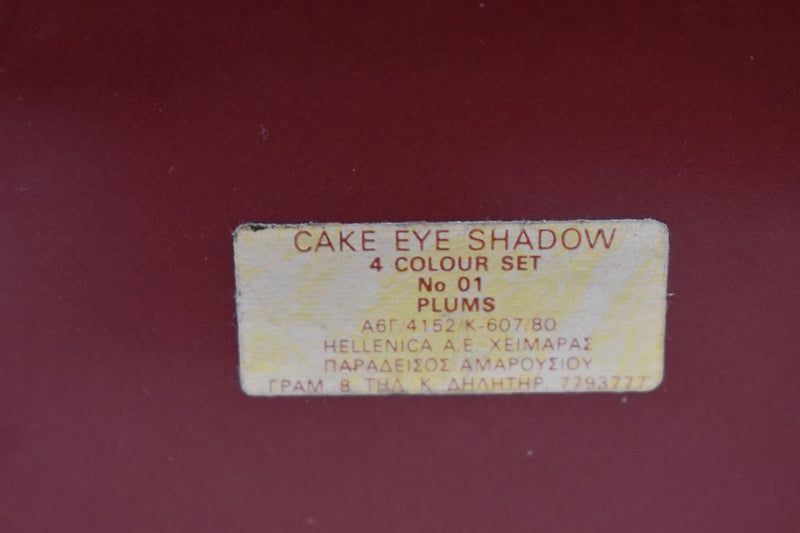 CAKE EYE SHADOW
4 COLOUR SET
No 01
PLUMS
Α6Γ/4152/Κ-607/80
HELLENICA Α.Ε. ΧΕΙΜΑΡΑΣ
ΠΑΡΑΔΕΙΣΟΣ ΑΜΑΡΟΥΣΙΟΥ
ΓΡΑΜ. 8 ΤΗΛ. Κ. ΔΗΛΗΤΗΡ. 7793777